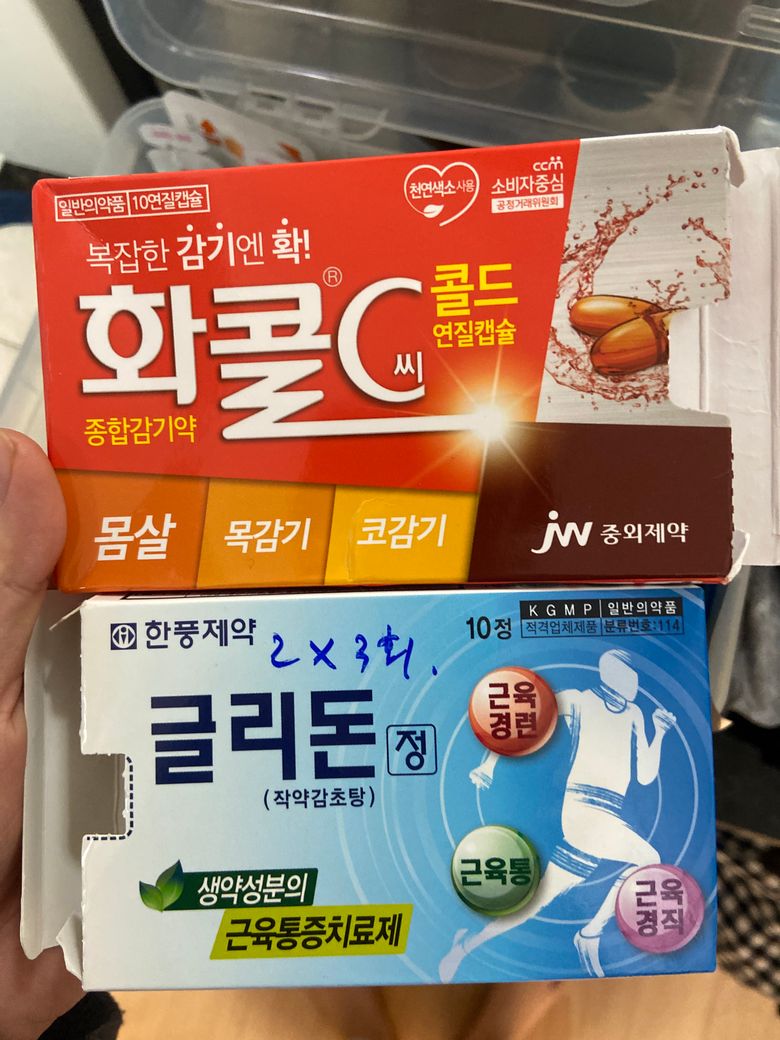 일반의약품 10연질캡슐
천연색소사용
ccm
소비자중심
공정거래위원회
복잡한 감기엔 확!
화콜C씨®
콜드
연질캡슐
종합감기약
몸살 목감기 코감기
jw 중외제약
한풍제약
2 x 3회.
10정
KGMP 일반의약품
적격업체제품 분류번호:114
글리돈 정
(작약감초탕)
근육
경련
근육통
근육
경직
생약성분의
근육통증치료제